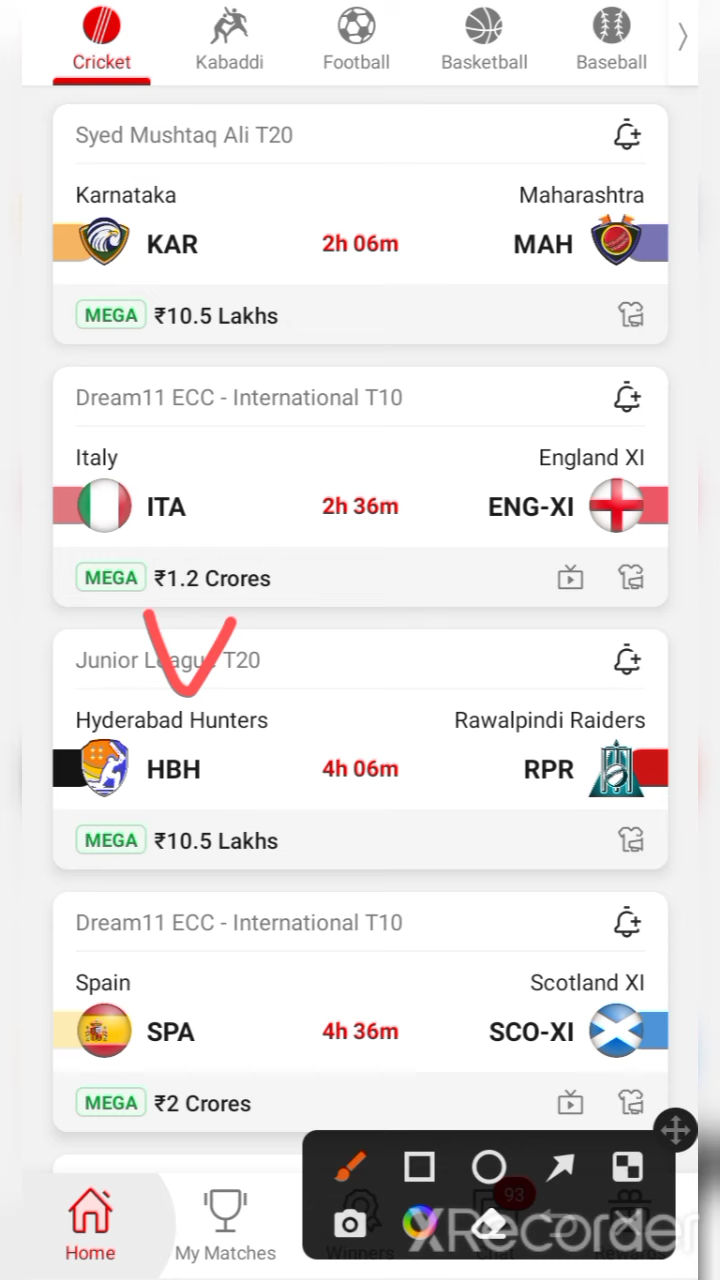 Cricket Kabaddi Football Basketball Baseball
Syed Mushtaq Ali T20
Karnataka Maharashtra
KAR 2h 06m MAH
MEGA ₹10.5 Lakhs
Dream11 ECC - International T10
Italy England XI
ITA 2h 36m ENG-XI
MEGA ₹1.2 Crores
Junior League T20
Hyderabad Hunters Rawalpindi Raiders
HBH 4h 06m RPR
MEGA ₹10.5 Lakhs
Dream11 ECC - International T10
Spain Scotland XI
SPA 4h 36m SCO-XI
MEGA ₹2 Crores
93
XRecorder
Home My Matches Winners Chat Rewards